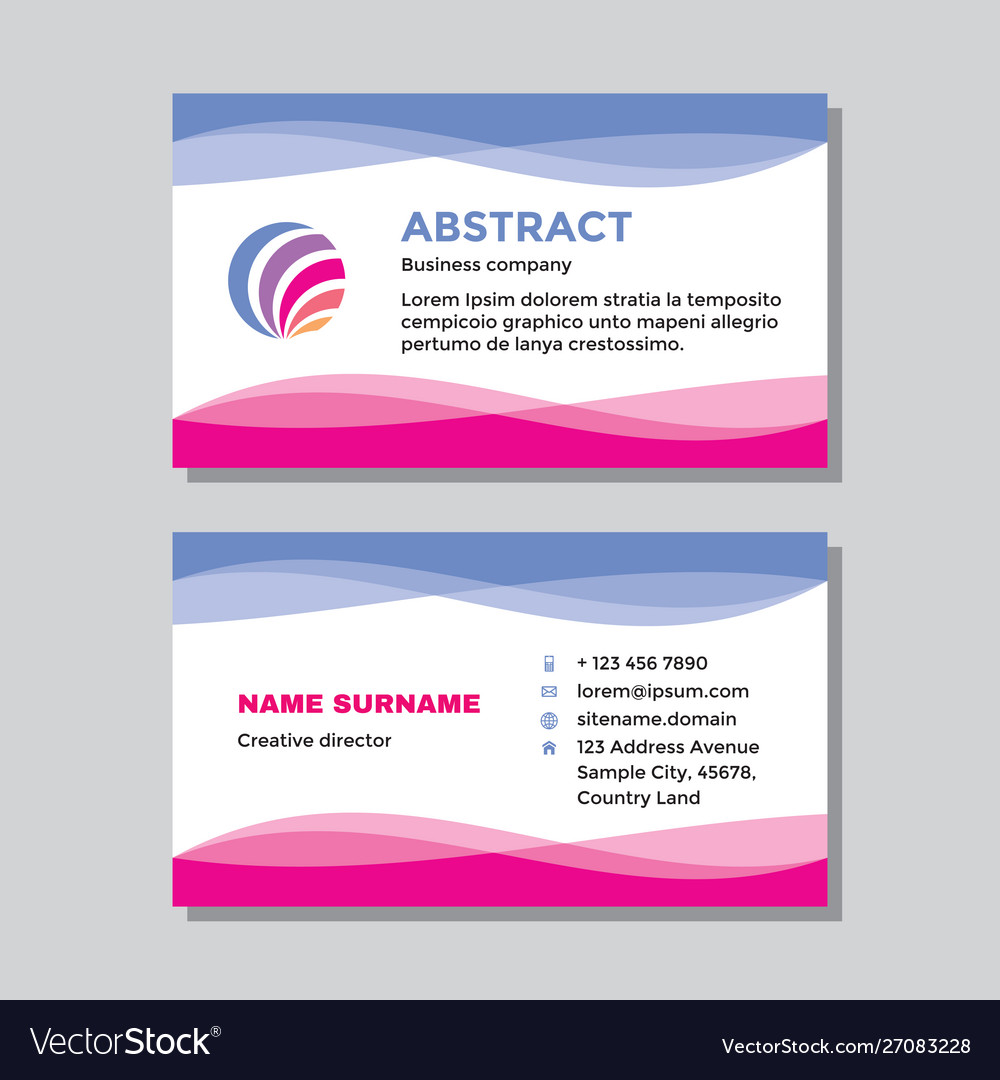 ABSTRACT
Business company
Lorem Ipsim dolorem stratia la temposito
cempicoio graphico unto mapeni allegrio
pertumo de lanya crestossimo.
NAME SURNAME
Creative director
+ 123 456 7890
lorem@ipsum.com
sitename.domain
123 Address Avenue
Sample City, 45678,
Country Land
VectorStock®
VectorStock.com/27083228